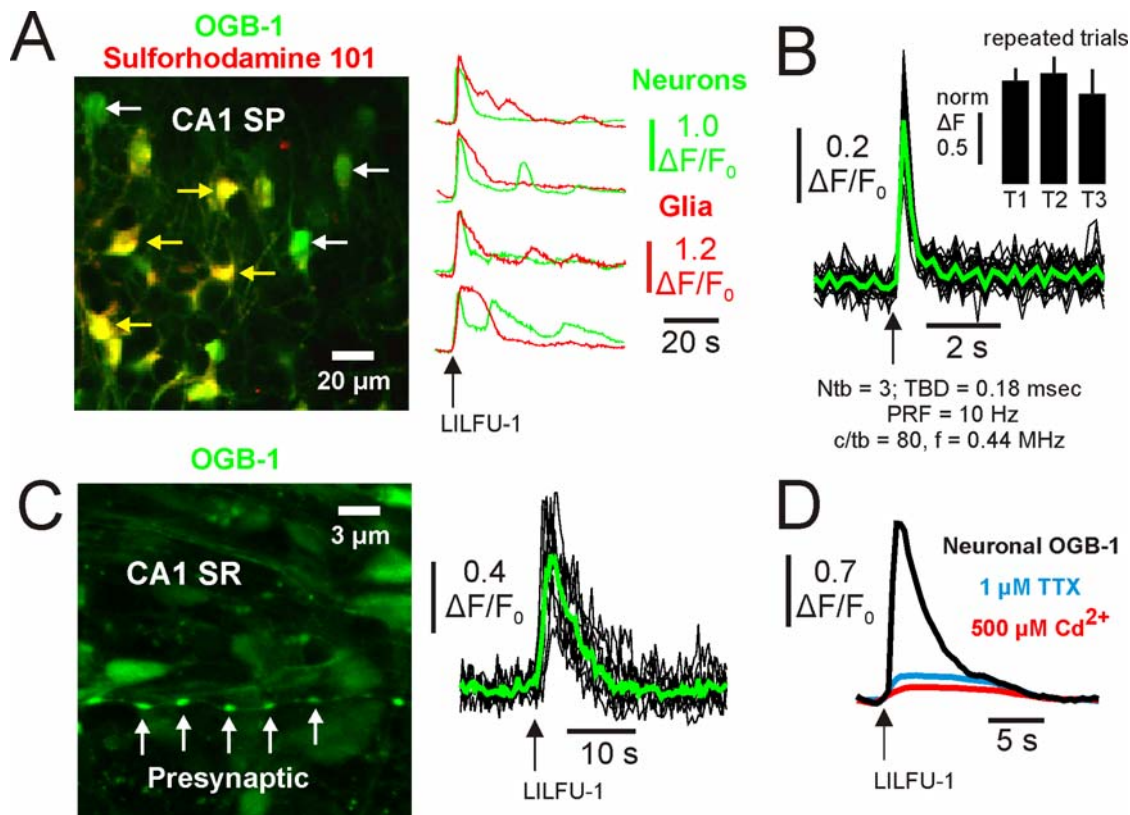 A
OGB-1
Sulforhodamine 101
CA1 SP
20 µm
Neurons
1.0
ΔF/F0
Glia
1.2
ΔF/F0
20 s
LILFU-1
B
repeated trials
norm
ΔF
0.5
T1 T2 T3
0.2
ΔF/F0
2 s
Ntb = 3; TBD = 0.18 msec
PRF = 10 Hz
c/tb = 80, f = 0.44 MHz
C
OGB-1
3 µm
CA1 SR
Presynaptic
0.4
ΔF/F0
10 s
LILFU-1
D
0.7
ΔF/F0
Neuronal OGB-1
1 µM TTX
500 µM Cd2+
5 s
LILFU-1